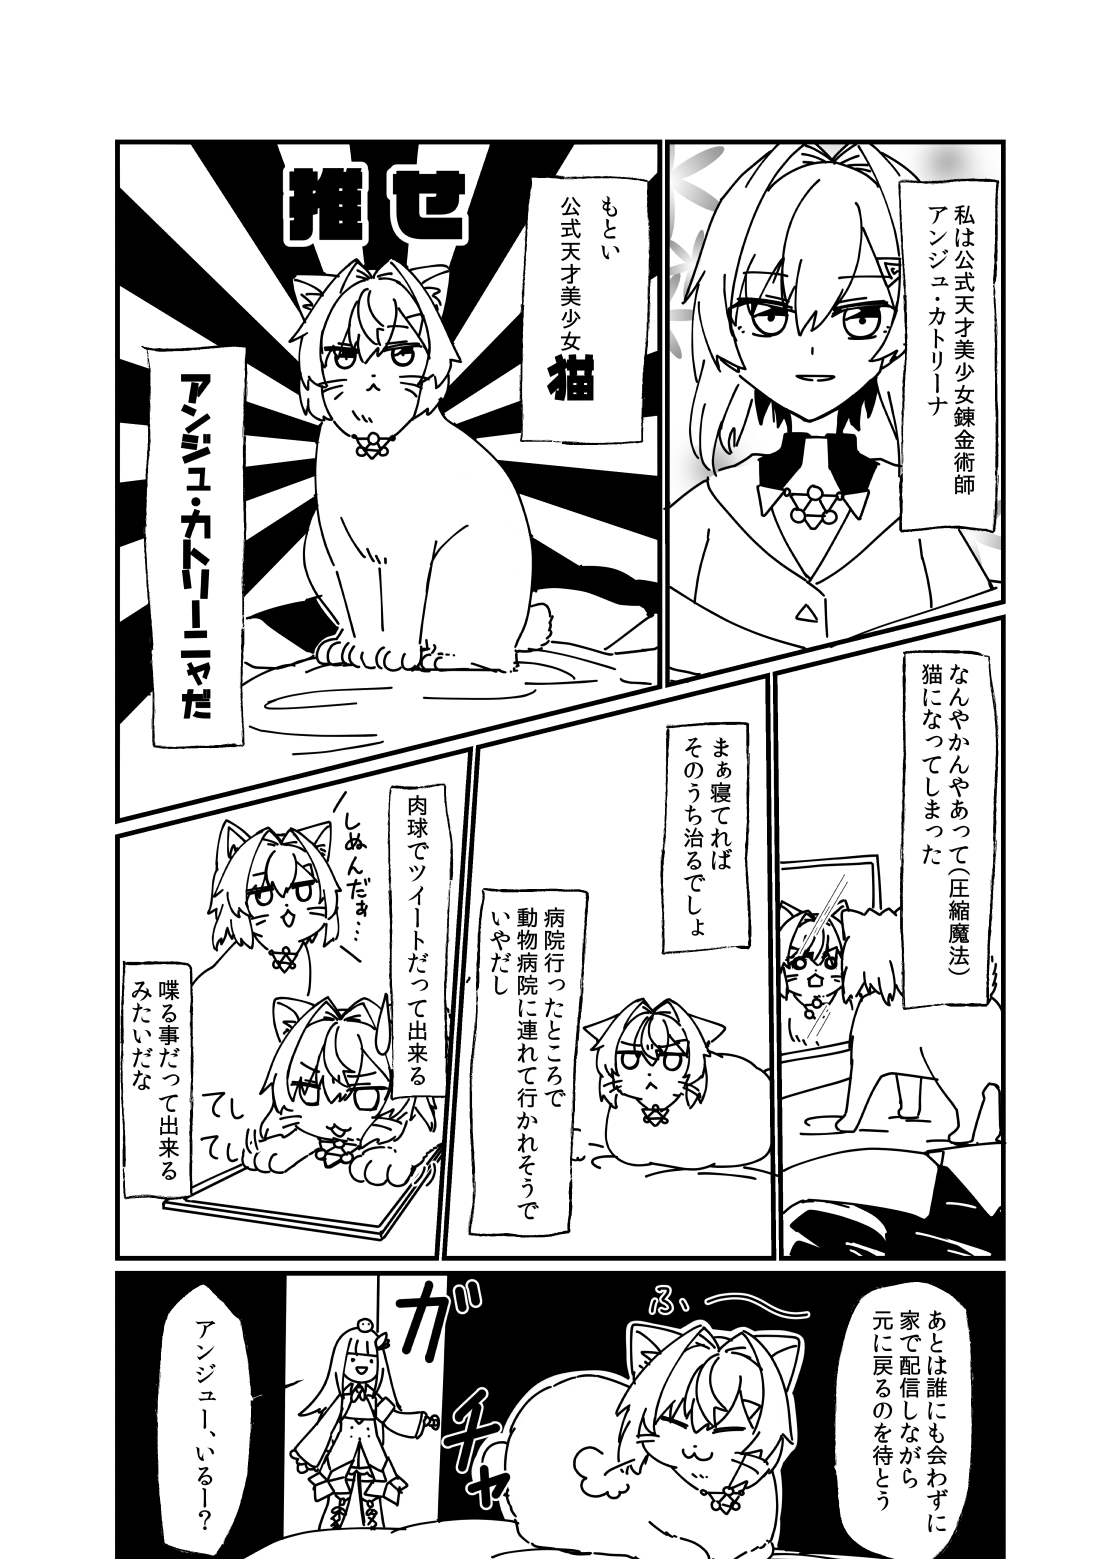 私は公式天才美少女錬金術師
アンジュ・カトリーナ
もとい
公式天才美少女猫
推せ
アンジュ・カトリーニャだ
なんやかんやあって(圧縮魔法)
猫になってしまった
まぁ寝てれば
そのうち治るでしょ
病院行ったところで
動物病院に連れて行かれそうで
いやだし
肉球でツイートだって出来る
しぬんだぁ…
てし
てし
喋る事だって出来る
みたいだな
あとは誰にも会わずに
家で配信しながら
元に戻るのを待とう
ふぅ〜
ガチャ
アンジュー、いるー?